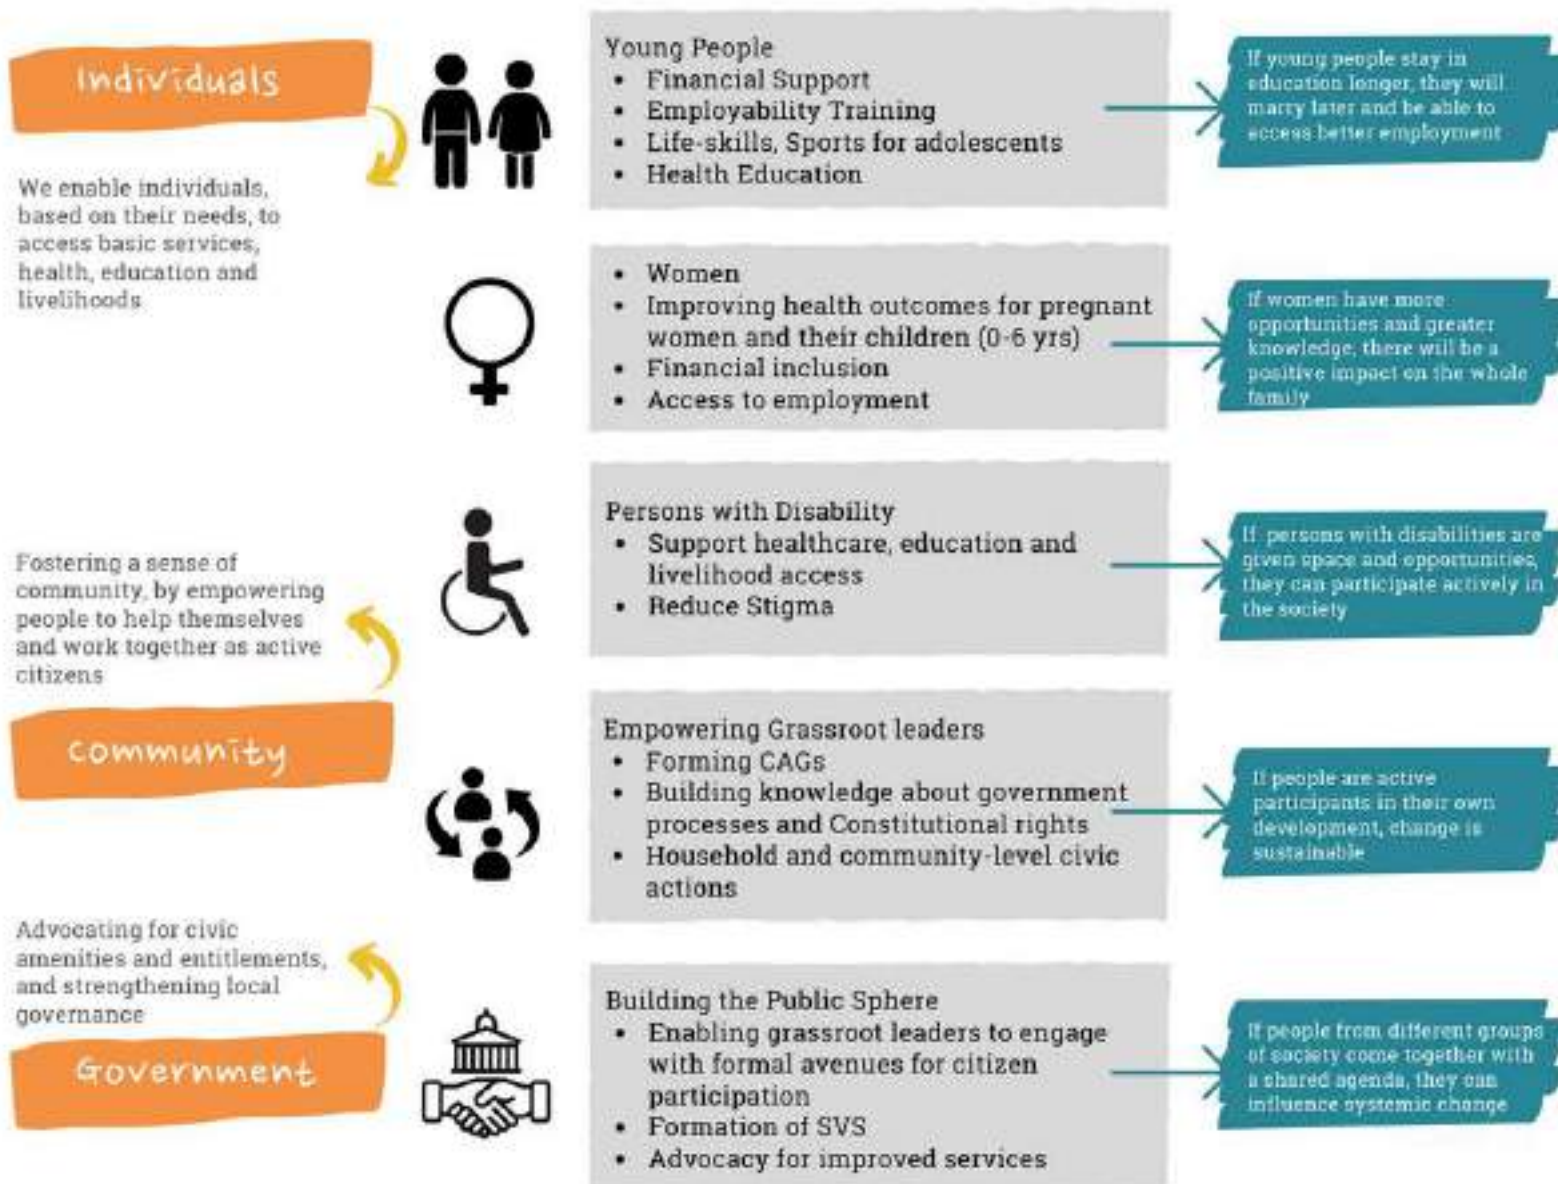 Individuals
We enable individuals,
based on their needs, to
access basic services,
health, education and
livelihoods
Young People
• Financial Support
• Employability Training
• Life-skills, Sports for adolescents
• Health Education
If young people stay in
education longer, they will
marry later and be able to
access better employment
• Women
• Improving health outcomes for pregnant
women and their children (0-6 yrs)
• Financial inclusion
• Access to employment
If women have more
opportunities and greater
knowledge, there will be a
positive impact on the whole
family
Persons with Disability
• Support healthcare, education and
livelihood access
• Reduce Stigma
If persons with disabilities are
given space and opportunities,
they can participate actively in
the society
Fostering a sense of
community, by empowering
people to help themselves
and work together as active
citizens
community
Empowering Grassroot leaders
• Forming CAGs
• Building knowledge about government
processes and Constitutional rights
• Household and community-level civic
actions
If people are active
participants in their own
development, change is
sustainable
Advocating for civic
amenities and entitlements,
and strengthening local
governance
Government
Building the Public Sphere
• Enabling grassroot leaders to engage
with formal avenues for citizen
participation
• Formation of SVS
• Advocacy for improved services
If people from different groups
of society come together with
a shared agenda, they can
influence systemic change